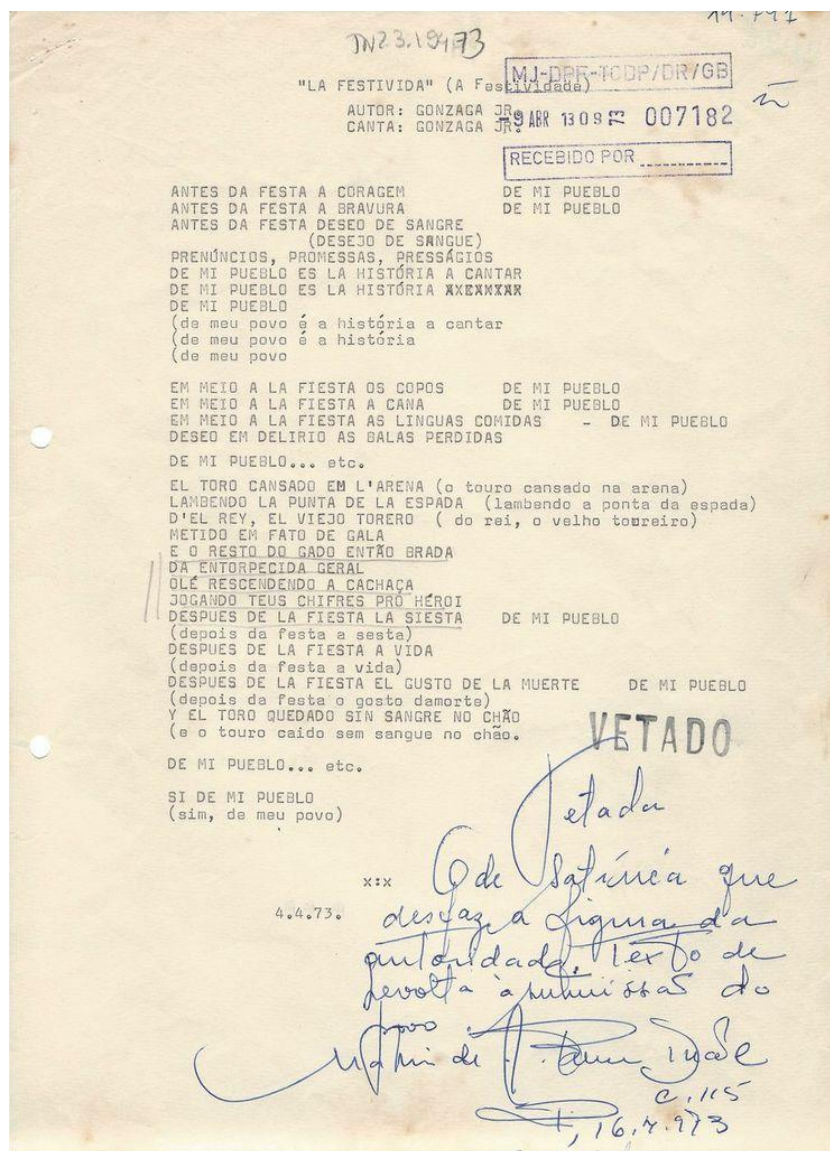 TN2.3.19473
"LA FESTIVIDA" (A Festividade)
MJ-DPF-TCDP/DR/GB
AUTOR: GONZAGA JR.
9 ABR 1309 73 007182
CANTA: GONZAGA JR.
RECEBIDO POR
ANTES DA FESTA A CORAGEM DE MI PUEBLO
ANTES DA FESTA A BRAVURA DE MI PUEBLO
ANTES DA FESTA DESEO DE SANGRE
(DESEJO DE SANGUE)
PRENÚNCIOS, PROMESSAS, PRESSÁGIOS
DE MI PUEBLO ES LA HISTÓRIA A CANTAR
DE MI PUEBLO ES LA HISTÓRIA
DE MI PUEBLO
(de meu povo é a história a cantar
(de meu povo é a história
(de meu povo
EM MEIO A LA FIESTA OS COPOS DE MI PUEBLO
EM MEIO A LA FIESTA A CANA DE MI PUEBLO
EM MEIO A LA FIESTA AS LINGUAS COMIDAS - DE MI PUEBLO
DESEO EM DELIRIO AS BALAS PERDIDAS
DE MI PUEBLO... etc.
EL TORO CANSADO EM L'ARENA (o touro cansado na arena)
LAMBENDO LA PUNTA DE LA ESPADA (lambendo a ponta da espada)
D'EL REY, EL VIEJO TORERO ( do rei, o velho toureiro)
METIDO EM FATO DE GALA
E O RESTO DO GADO ENTÃO BRADA
DA ENTORPECIDA GERAL
OLÉ RESCENDENDO A CACHAÇA
JOGANDO TEUS CHIFRES PRO HÉROI
DESPUES DE LA FIESTA LA SIESTA DE MI PUEBLO
(depois da festa a sesta)
DESPUES DE LA FIESTA A VIDA
(depois da festa a vida)
DESPUES DE LA FIESTA EL GUSTO DE LA MUERTE DE MI PUEBLO
(depois da festa o gosto damorte)
Y EL TORO QUEDADO SIN SANGRE NO CHÃO
(e o touro caido sem sangue no chão.
VETADO
DE MI PUEBLO... etc.
SI DE MI PUEBLO
(sim, de meu povo)
Vetada
x:x Ode Satírica que
4.4.73. desfaz a figura da
autoridade. Texto de
revolta à submissão do
povo.
C.115
16.4.973